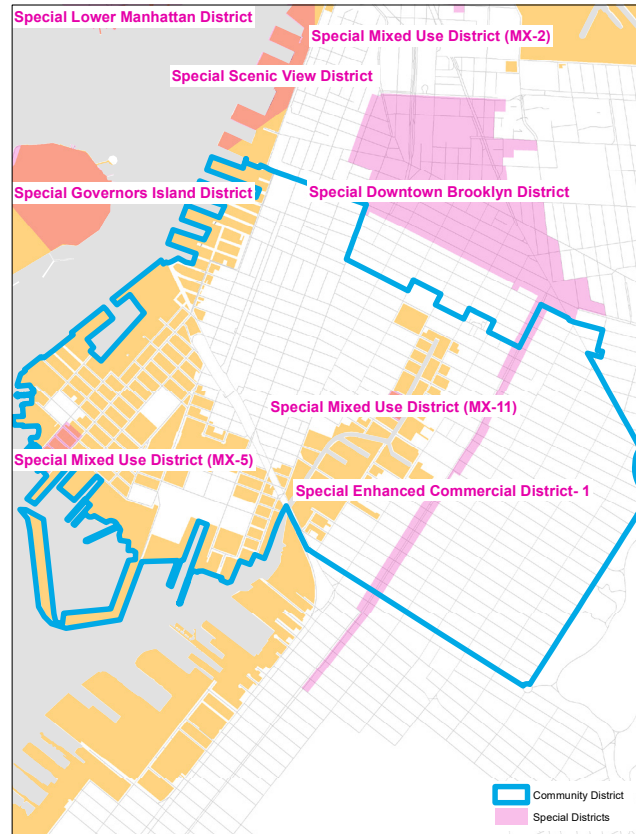 Special Lower Manhattan District
Special Mixed Use District (MX-2)
Special Scenic View District
Special Governors Island District
Special Downtown Brooklyn District
Special Mixed Use District (MX-11)
Special Mixed Use District (MX-5)
Special Enhanced Commercial District- 1
Community District
Special Districts